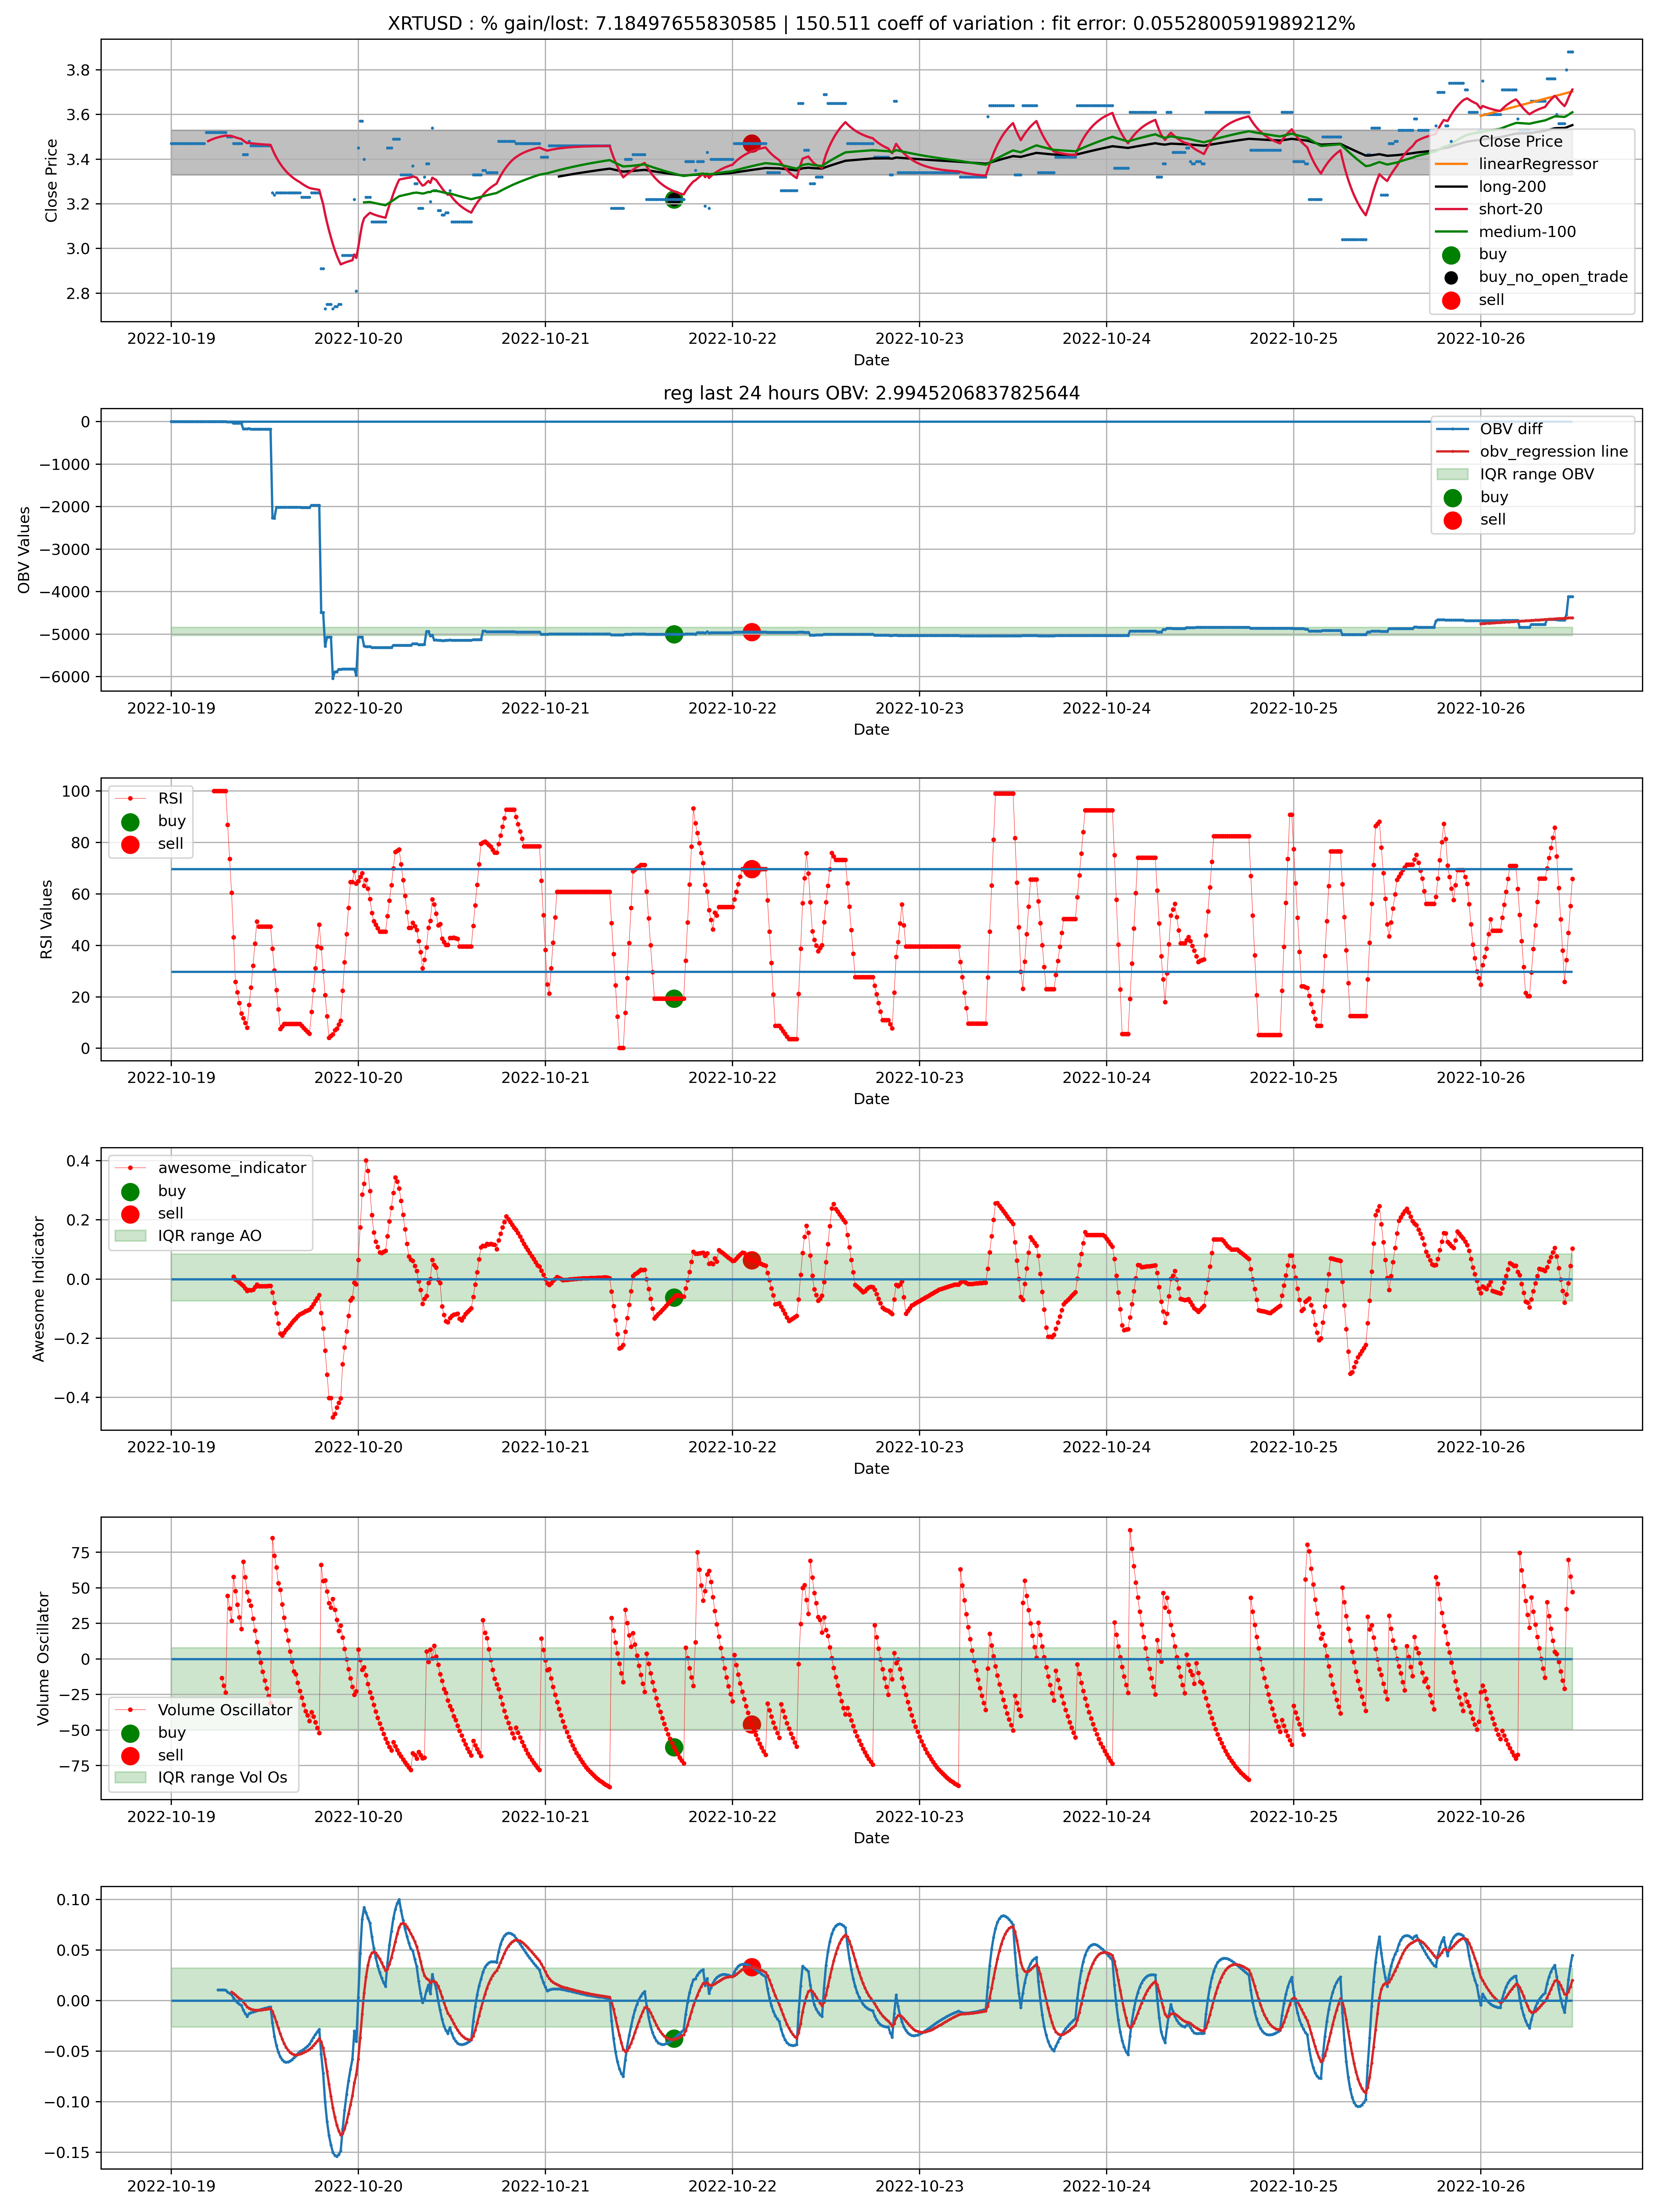 XRTUSD : % gain/lost: 7.18497655830585 | 150.511 coeff of variation : fit error: 0.0552800591989212%
Close Price
3.8
3.6
3.4
3.2
3.0
2.8
Close Price
linearRegressor
long-200
short-20
medium-100
buy
buy_no_open_trade
sell
2022-10-19 2022-10-20 2022-10-21 2022-10-22 2022-10-23 2022-10-24 2022-10-25 2022-10-26
Date
reg last 24 hours OBV: 2.9945206837825644
OBV Values
0
−1000
−2000
−3000
−4000
−5000
−6000
OBV diff
obv_regression line
IQR range OBV
buy
sell
2022-10-19 2022-10-20 2022-10-21 2022-10-22 2022-10-23 2022-10-24 2022-10-25 2022-10-26
Date
RSI Values
100
80
60
40
20
0
RSI
buy
sell
2022-10-19 2022-10-20 2022-10-21 2022-10-22 2022-10-23 2022-10-24 2022-10-25 2022-10-26
Date
Awesome Indicator
0.4
0.2
0.0
−0.2
−0.4
awesome_indicator
buy
sell
IQR range AO
2022-10-19 2022-10-20 2022-10-21 2022-10-22 2022-10-23 2022-10-24 2022-10-25 2022-10-26
Date
Volume Oscillator
75
50
25
0
−25
−50
−75
Volume Oscillator
buy
sell
IQR range Vol Os
2022-10-19 2022-10-20 2022-10-21 2022-10-22 2022-10-23 2022-10-24 2022-10-25 2022-10-26
Date
0.10
0.05
0.00
−0.05
−0.10
−0.15
2022-10-19 2022-10-20 2022-10-21 2022-10-22 2022-10-23 2022-10-24 2022-10-25 2022-10-26